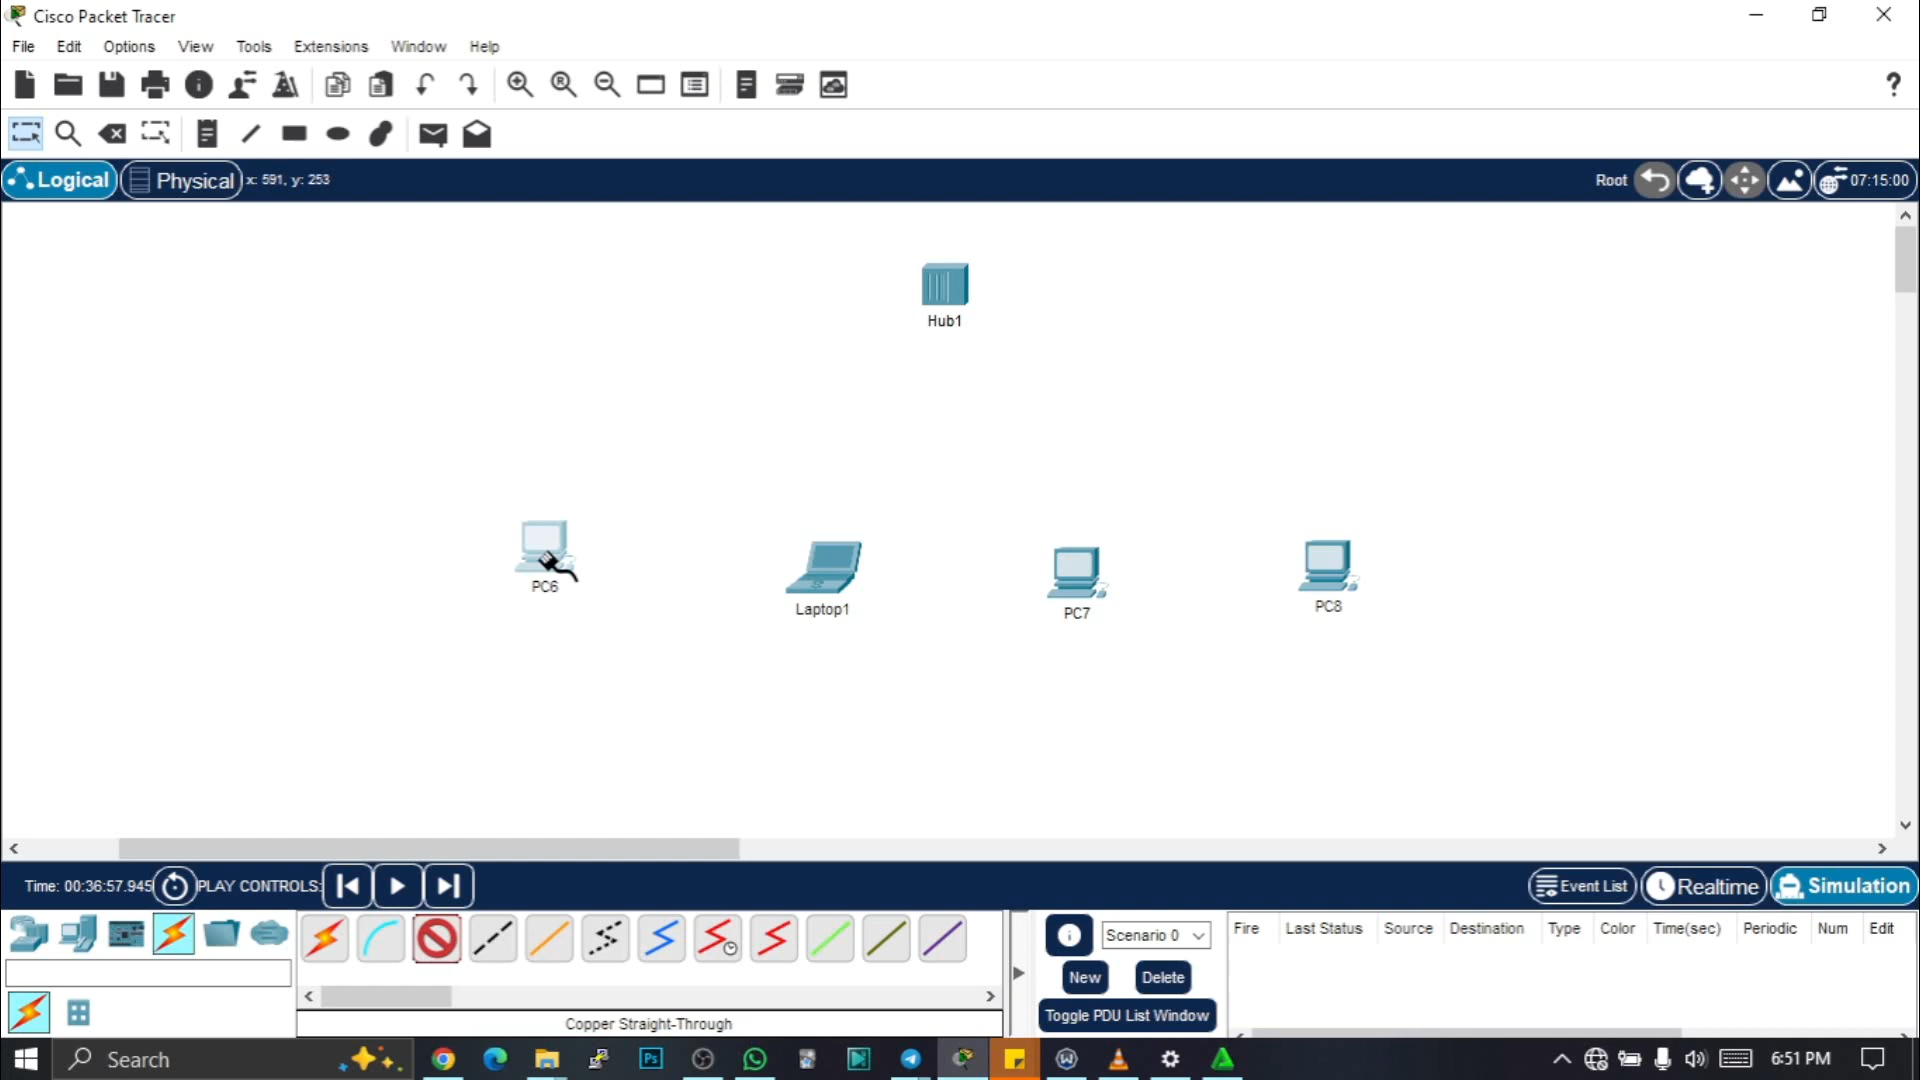 Cisco Packet Tracer
File Edit Options View Tools Extensions Window Help
?
Logical Physical x: 591, y: 253 Root 07:15:00
Hub1
PC6
Laptop1
PC7
PC8
Time: 00:36:57.945 PLAY CONTROLS: Event List Realtime Simulation
Scenario 0
Fire Last Status Source Destination Type Color Time(sec) Periodic Num Edit
New Delete
Toggle PDU List Window
Copper Straight-Through
Search Ps 6:51 PM